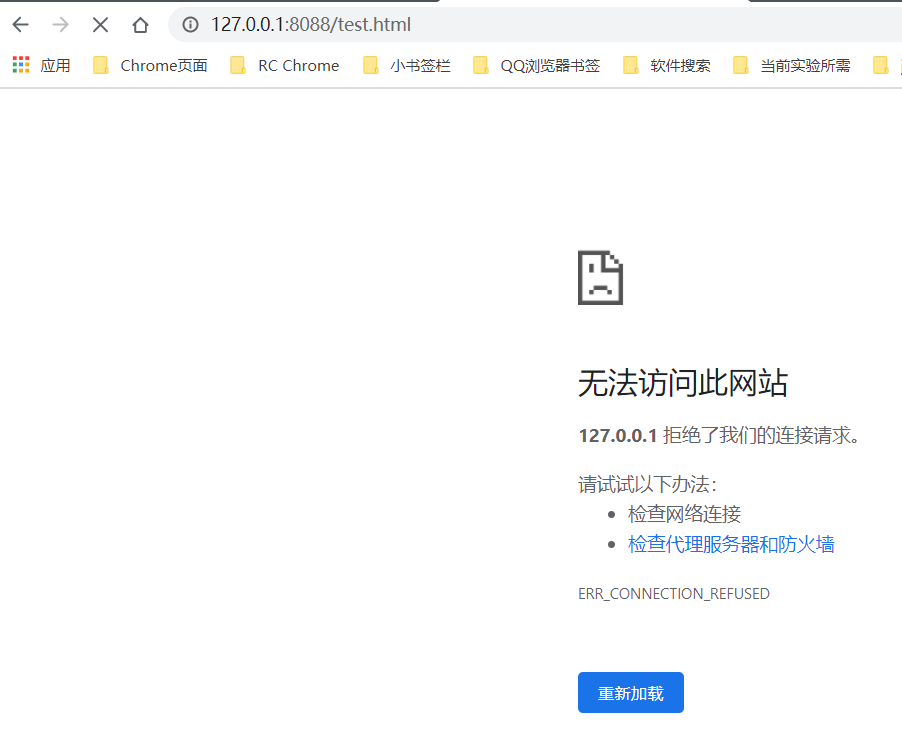 127.0.0.1:8088/test.html
应用 Chrome页面 RC Chrome 小书签栏 QQ浏览器书签 软件搜索 当前实验所需
无法访问此网站
127.0.0.1 拒绝了我们的连接请求。
请试试以下办法：
• 检查网络连接
• 检查代理服务器和防火墙
ERR_CONNECTION_REFUSED
重新加载